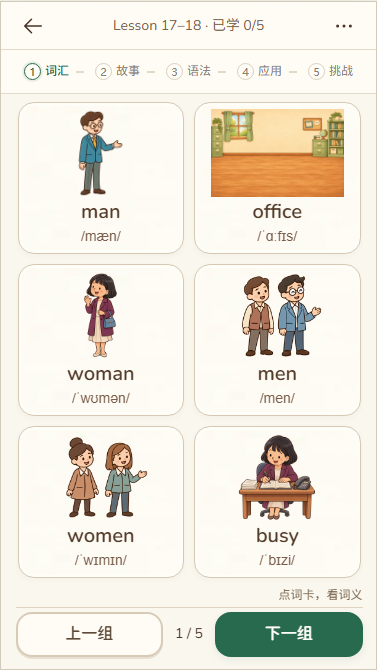 Lesson 17–18 · 已学 0/5
1 词汇 – 2 故事 – 3 语法 – 4 应用 – 5 挑战
man office
/mæn/ /ˈɑːfɪs/
woman men
/ˈwʊmən/ /men/
women busy
/ˈwɪmɪn/ /ˈbɪzi/
点词卡，看词义
上一组 1 / 5 下一组